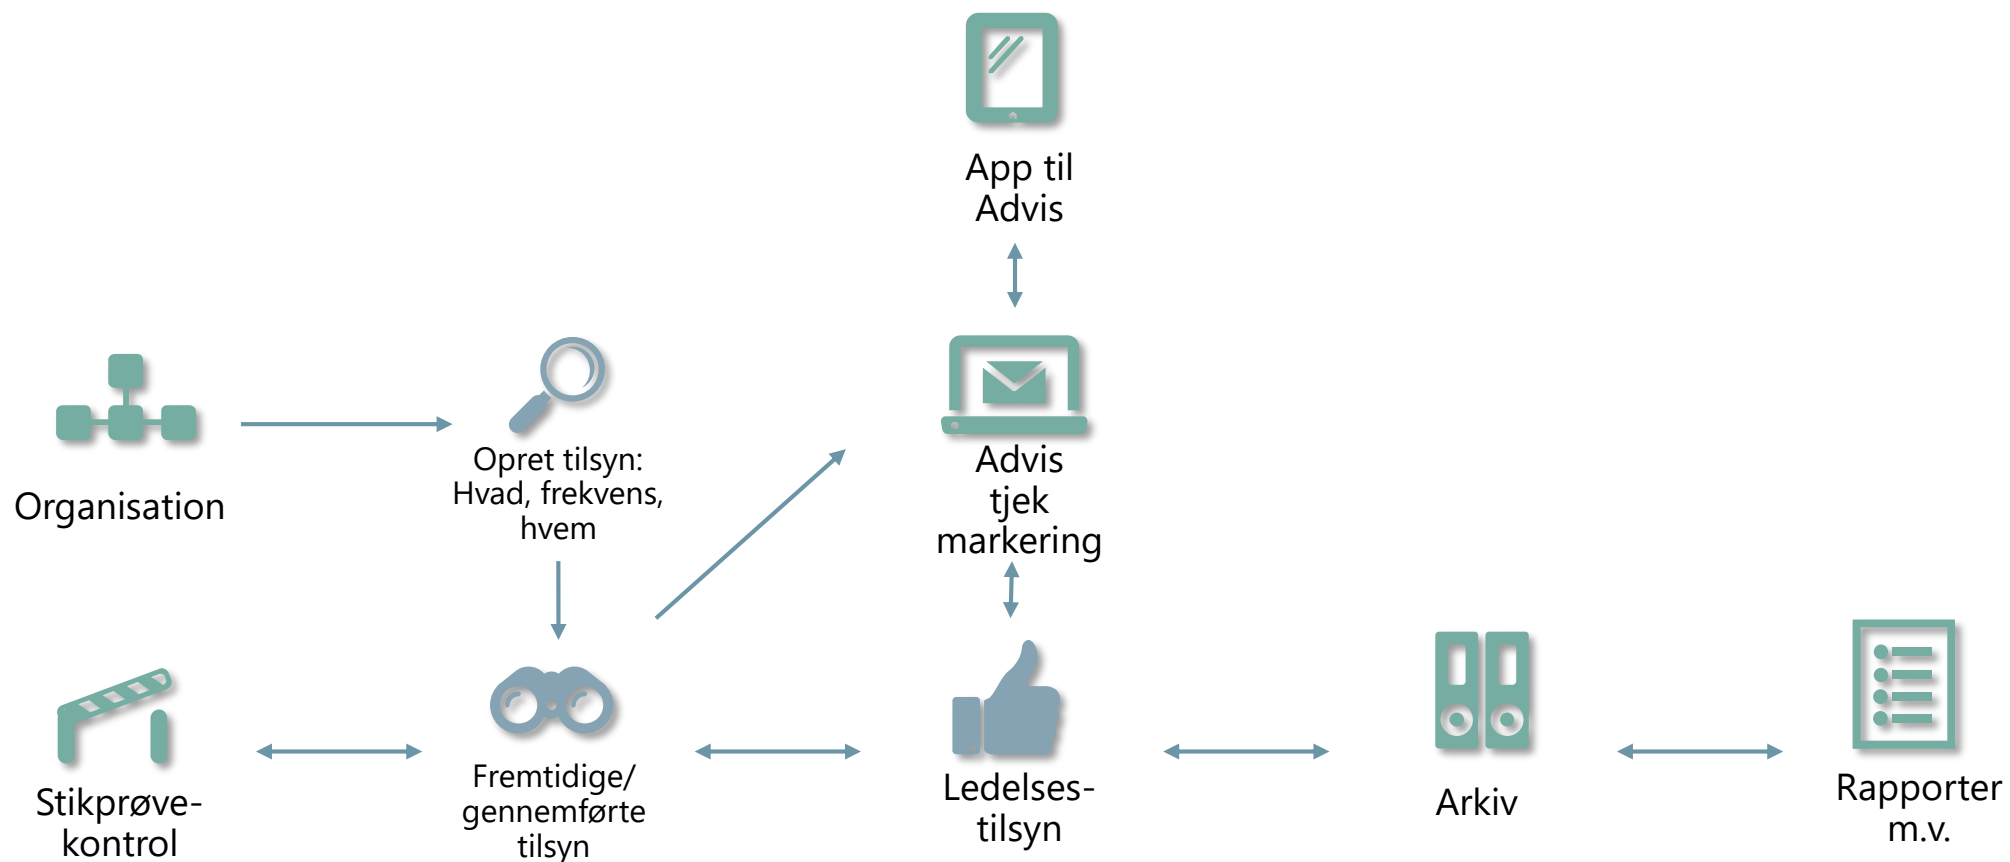 App til
Advis
Organisation
Opret tilsyn:
Hvad, frekvens,
hvem
Advis
tjek
markering
Stikprøve-
kontrol
Fremtidige/
gennemførte
tilsyn
Ledelses-
tilsyn
Arkiv
Rapporter
m.v.